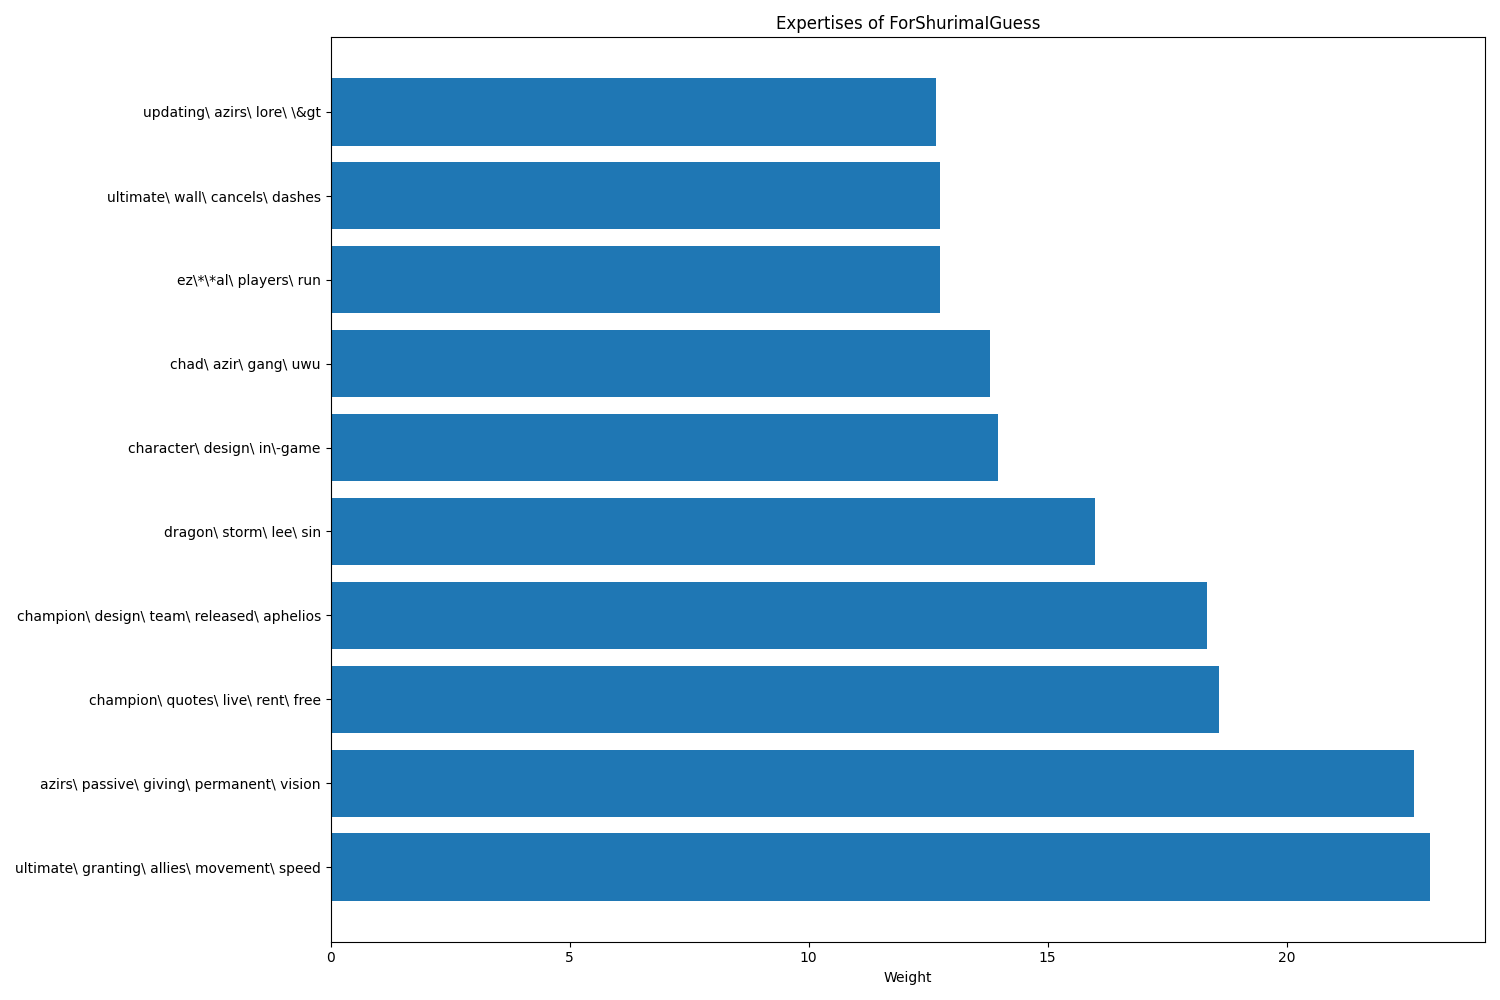 Expertises of ForShurimaIGuess
updating\ azirs\ lore\ \&gt
ultimate\ wall\ cancels\ dashes
ez\*\*al\ players\ run
chad\ azir\ gang\ uwu
character\ design\ in\-game
dragon\ storm\ lee\ sin
champion\ design\ team\ released\ aphelios
champion\ quotes\ live\ rent\ free
azirs\ passive\ giving\ permanent\ vision
ultimate\ granting\ allies\ movement\ speed
0 5 10 15 20
Weight